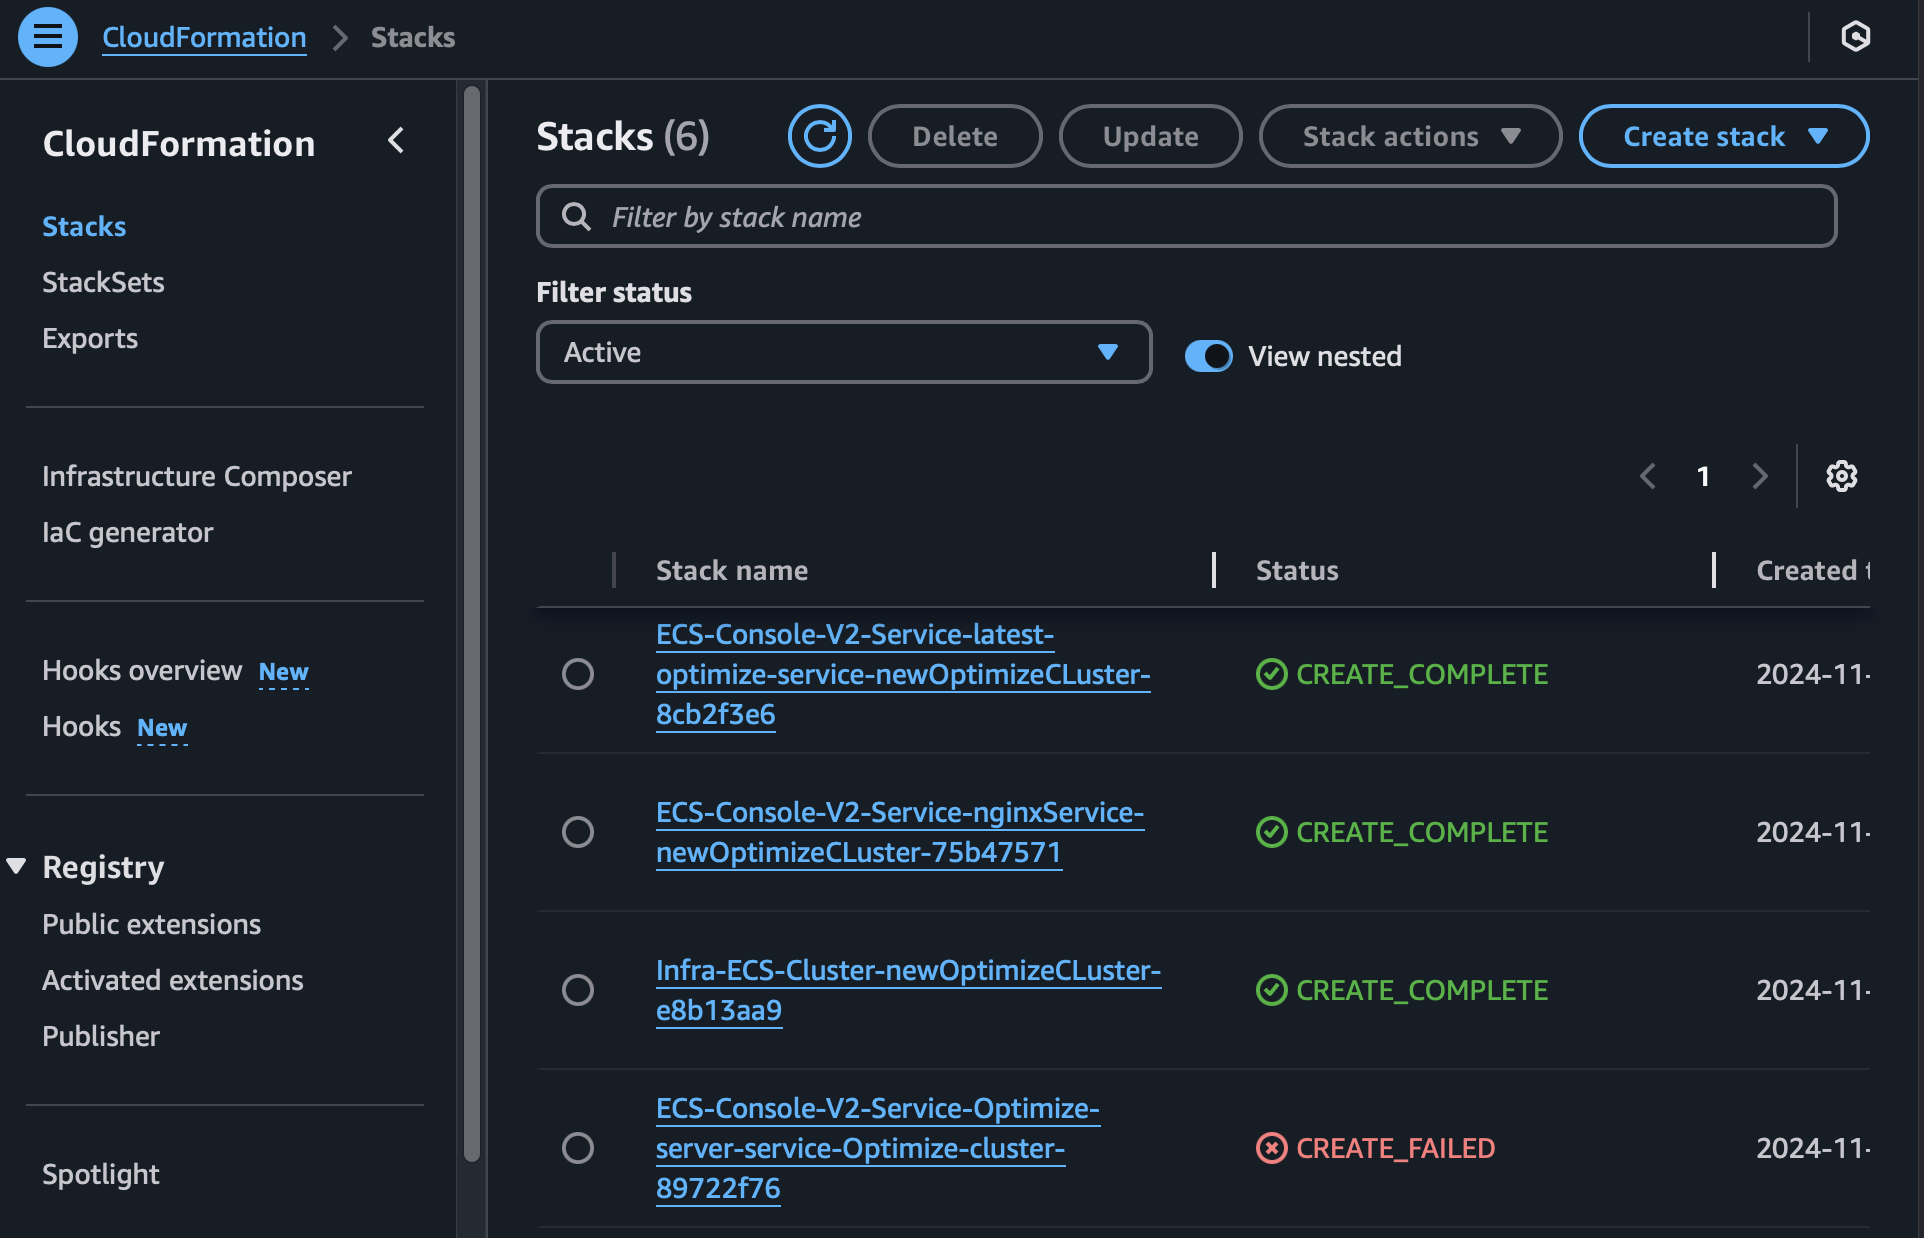 CloudFormation > Stacks
CloudFormation
Stacks
StackSets
Exports
Infrastructure Composer
IaC generator
Hooks overview New
Hooks New
Registry
Public extensions
Activated extensions
Publisher
Spotlight
Stacks (6)
Delete
Update
Stack actions
Create stack
Filter by stack name
Filter status
Active
View nested
1
Stack name
Status
Created
ECS-Console-V2-Service-latest-
optimize-service-newOptimizeCLuster-
8cb2f3e6
CREATE_COMPLETE
2024-11-
ECS-Console-V2-Service-nginxService-
newOptimizeCLuster-75b47571
CREATE_COMPLETE
2024-11-
Infra-ECS-Cluster-newOptimizeCLuster-
e8b13aa9
CREATE_COMPLETE
2024-11-
ECS-Console-V2-Service-Optimize-
server-service-Optimize-cluster-
89722f76
CREATE_FAILED
2024-11-